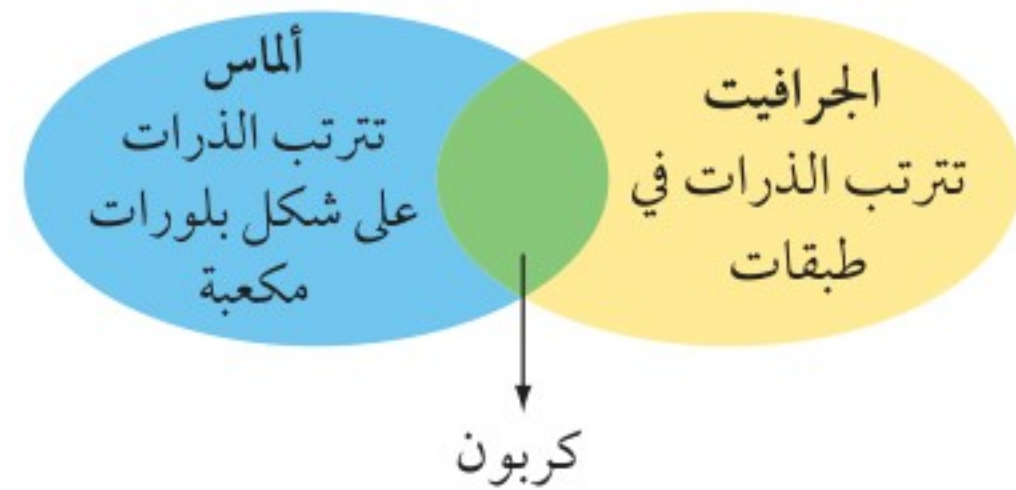 الجرافيت
تترتب الذرات في
طبقات
ألماس
تترتب الذرات
على شكل بلورات
مكعبة
كربون